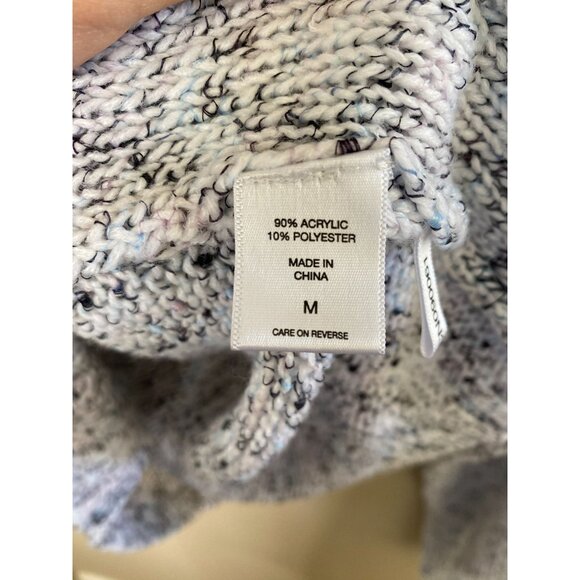 90% ACRYLIC
10% POLYESTER
MADE IN
CHINA
M
CARE ON REVERSE